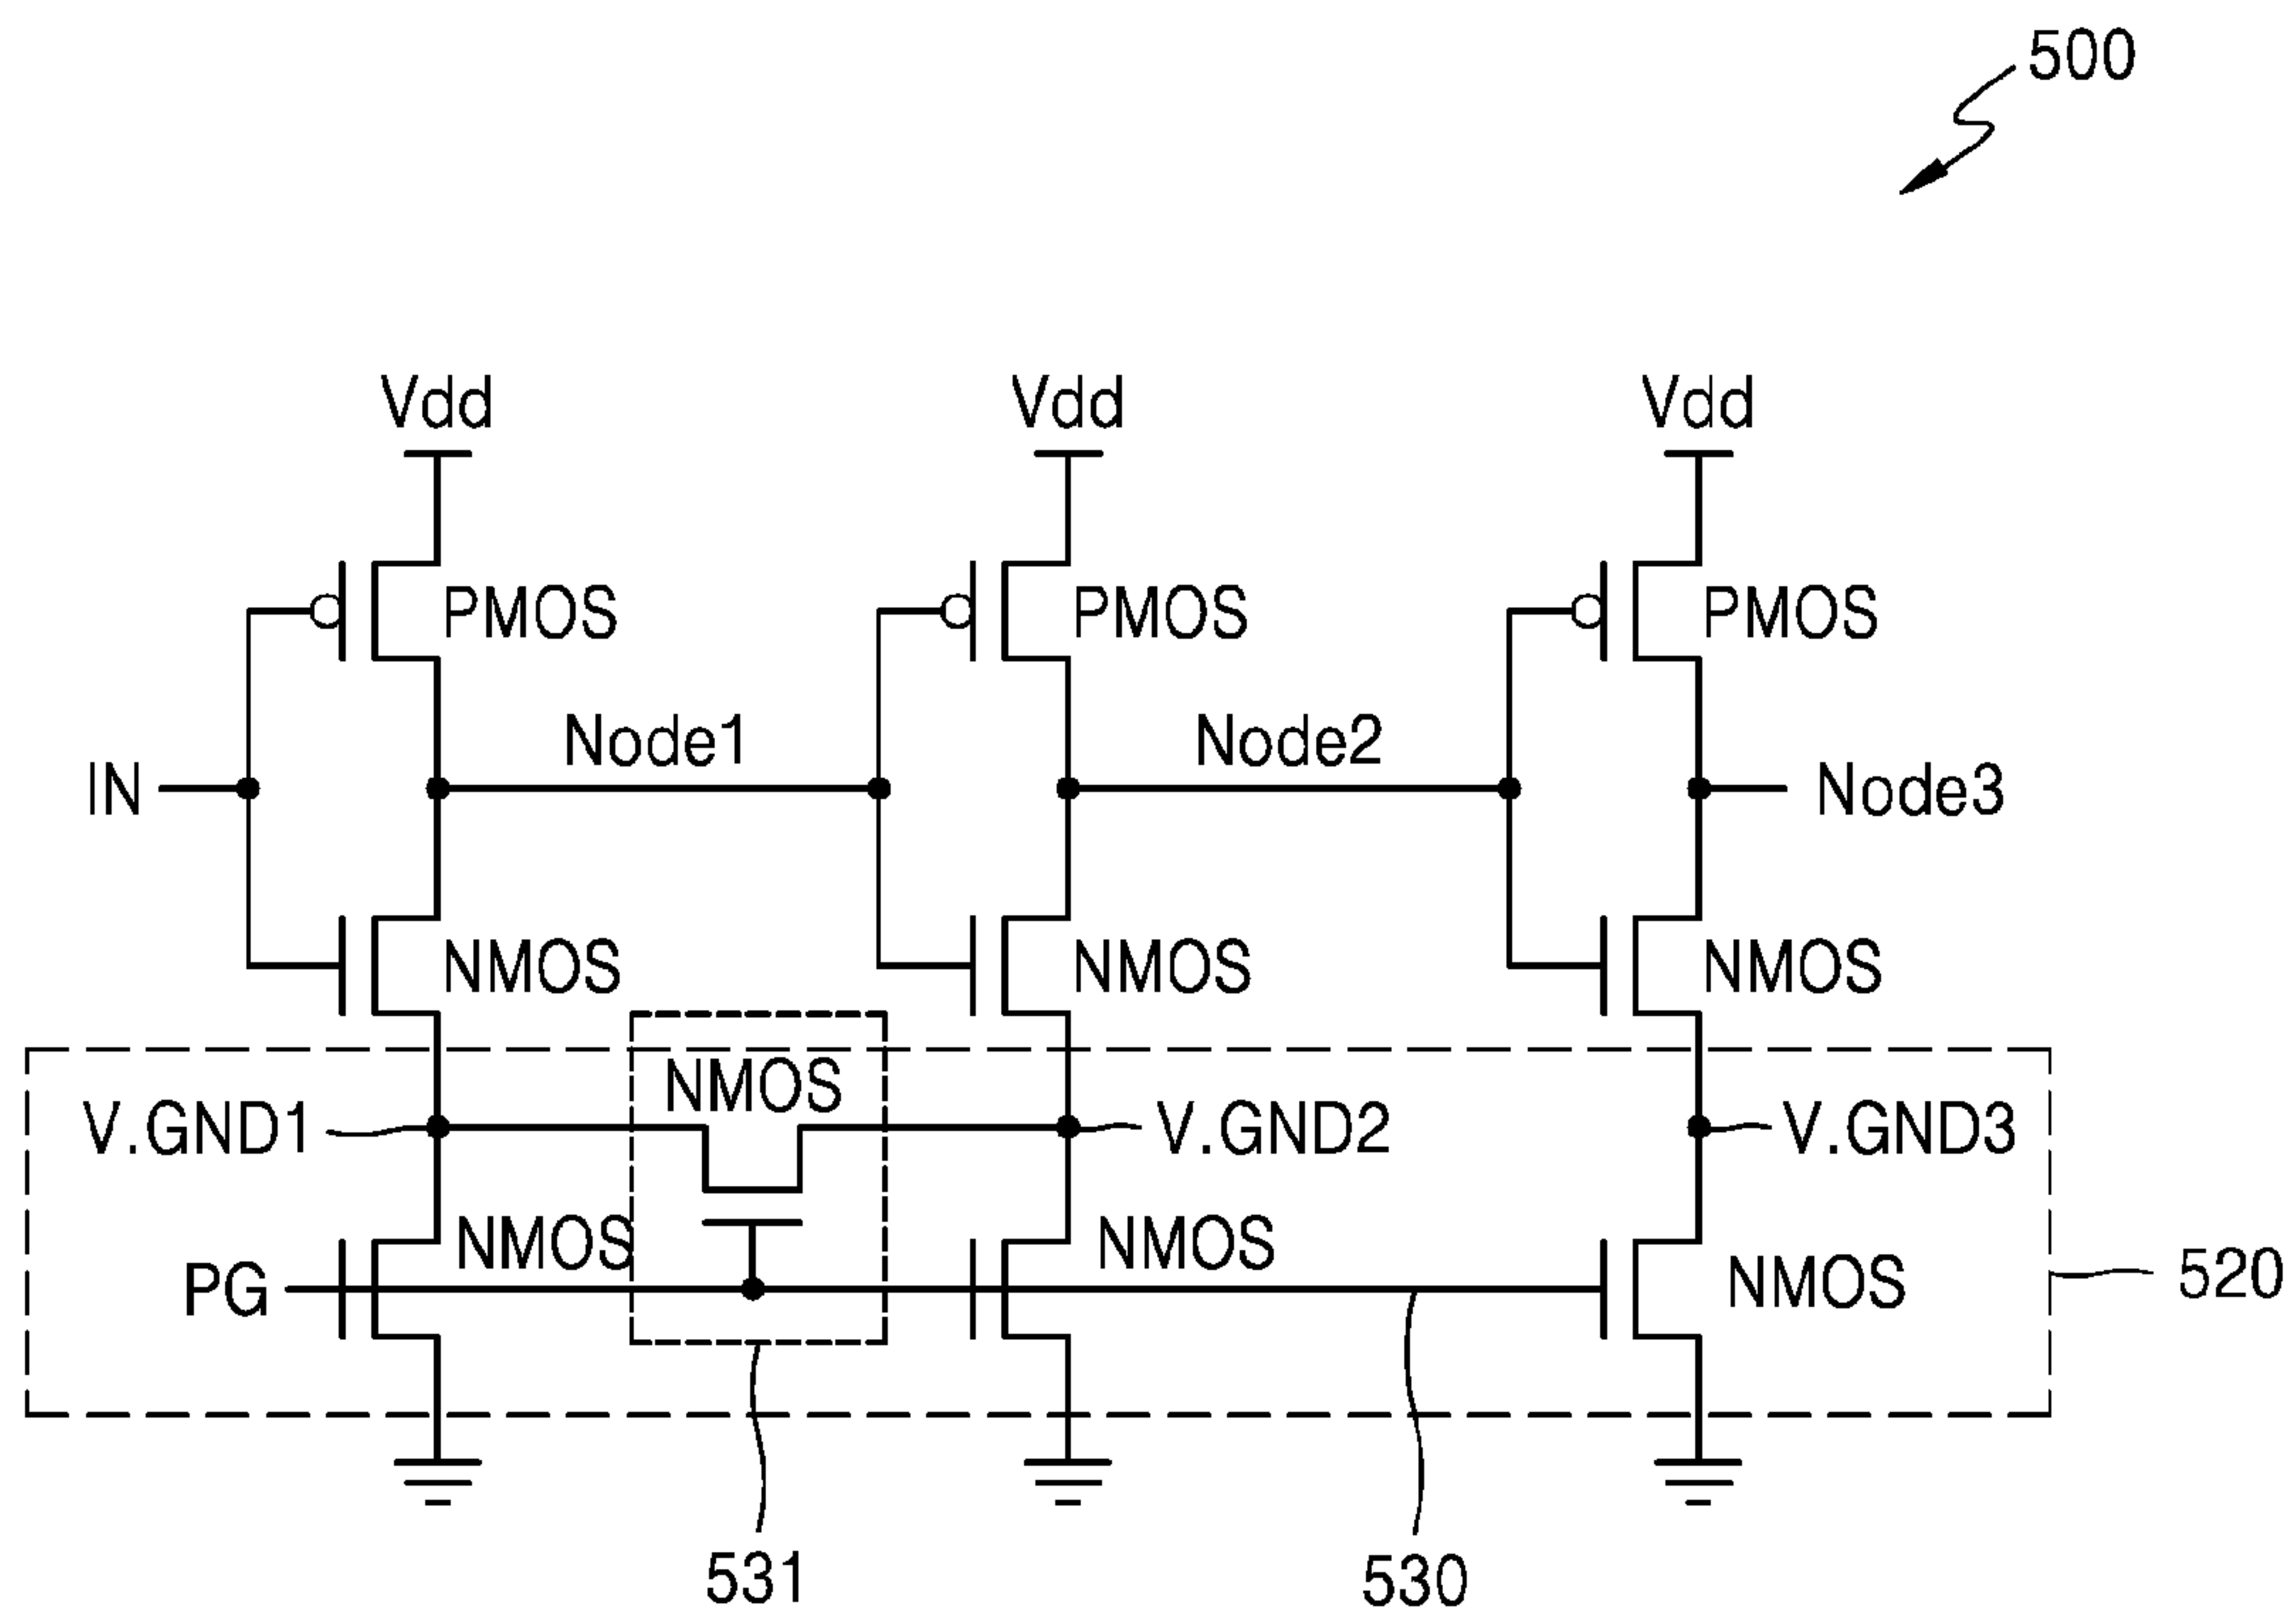 500
Vdd Vdd Vdd
PMOS PMOS PMOS
Node1 Node2
IN Node3
NMOS NMOS NMOS
NMOS
V.GND1 V.GND2 V.GND3
NMOS NMOS
PG NMOS 520
531 530